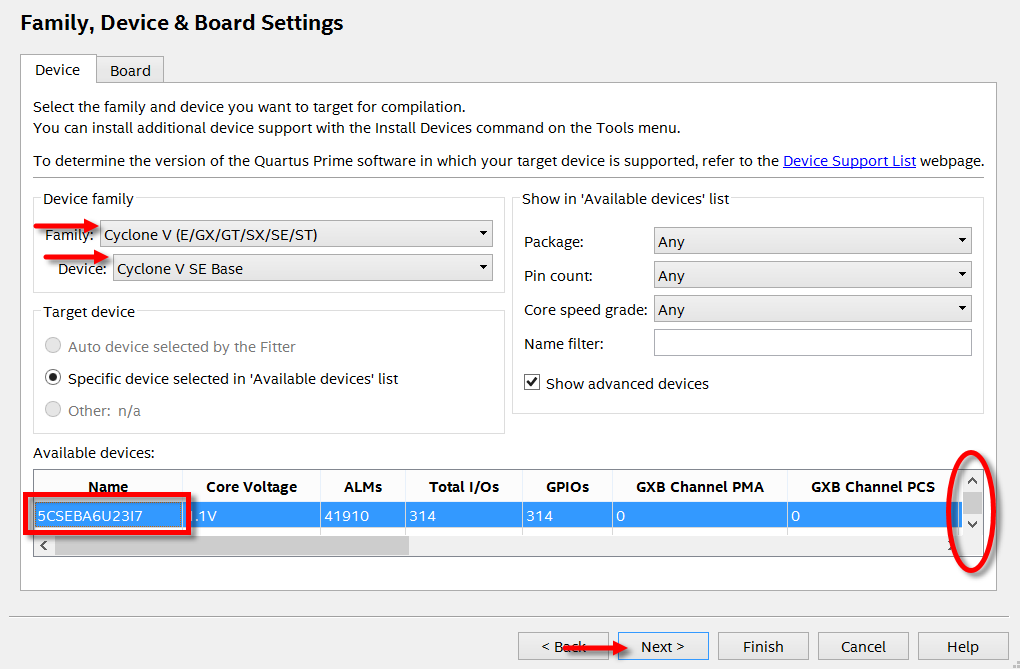 Family, Device & Board Settings
Device
Board
Select the family and device you want to target for compilation.
You can install additional device support with the Install Devices command on the Tools menu.
To determine the version of the Quartus Prime software in which your target device is supported, refer to the Device Support List webpage.
Device family
Family: Cyclone V (E/GX/GT/SX/SE/ST)
Device: Cyclone V SE Base
Target device
Auto device selected by the Fitter
Specific device selected in 'Available devices' list
Other: n/a
Show in 'Available devices' list
Package: Any
Pin count: Any
Core speed grade: Any
Name filter:
Show advanced devices
Available devices:
Name Core Voltage ALMs Total I/Os GPIOs GXB Channel PMA GXB Channel PCS
5CSEBA6U23I7 .1V 41910 314 314 0 0
< Back Next > Finish Cancel Help